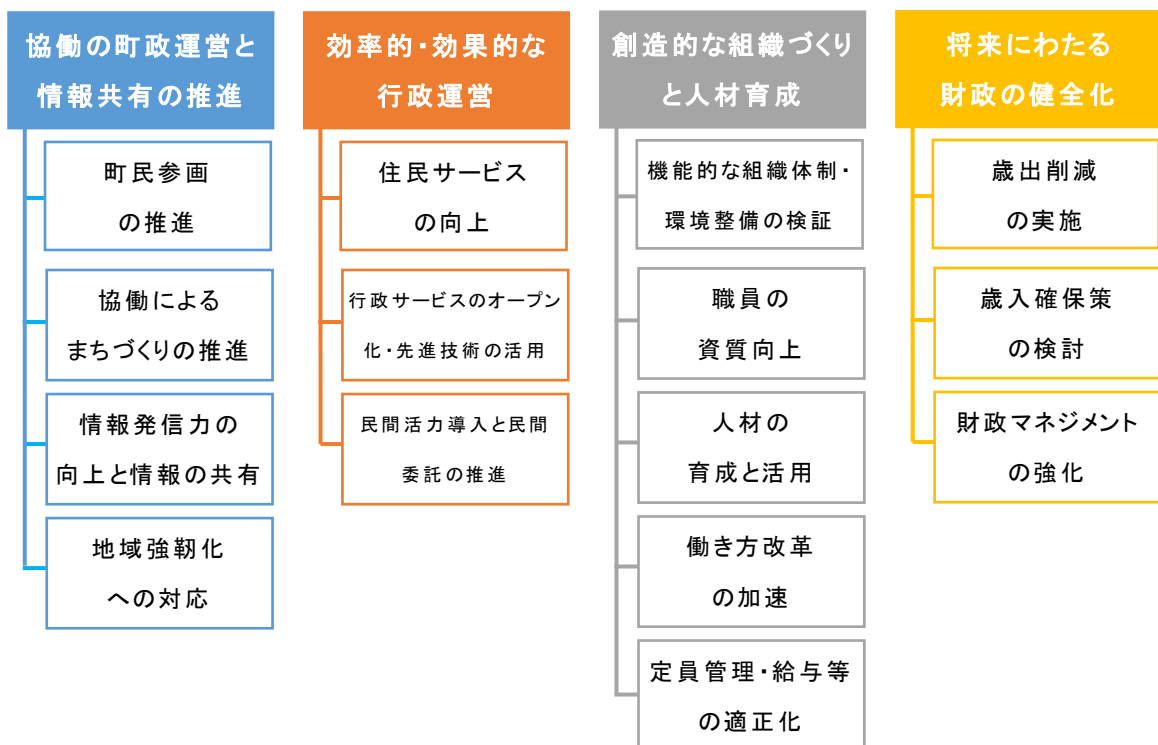 協働の町政運営と
情報共有の推進
町民参画
の推進
協働による
まちづくりの推進
情報発信力の
向上と情報の共有
地域強靭化
への対応
効率的・効果的な
行政運営
住民サービス
の向上
行政サービスのオープン
化・先進技術の活用
民間活力導入と民間
委託の推進
創造的な組織づくり
と人材育成
機能的な組織体制・
環境整備の検証
職員の
資質向上
人材の
育成と活用
働き方改革
の加速
定員管理・給与等
の適正化
将来にわたる
財政の健全化
歳出削減
の実施
歳入確保策
の検討
財政マネジメント
の強化